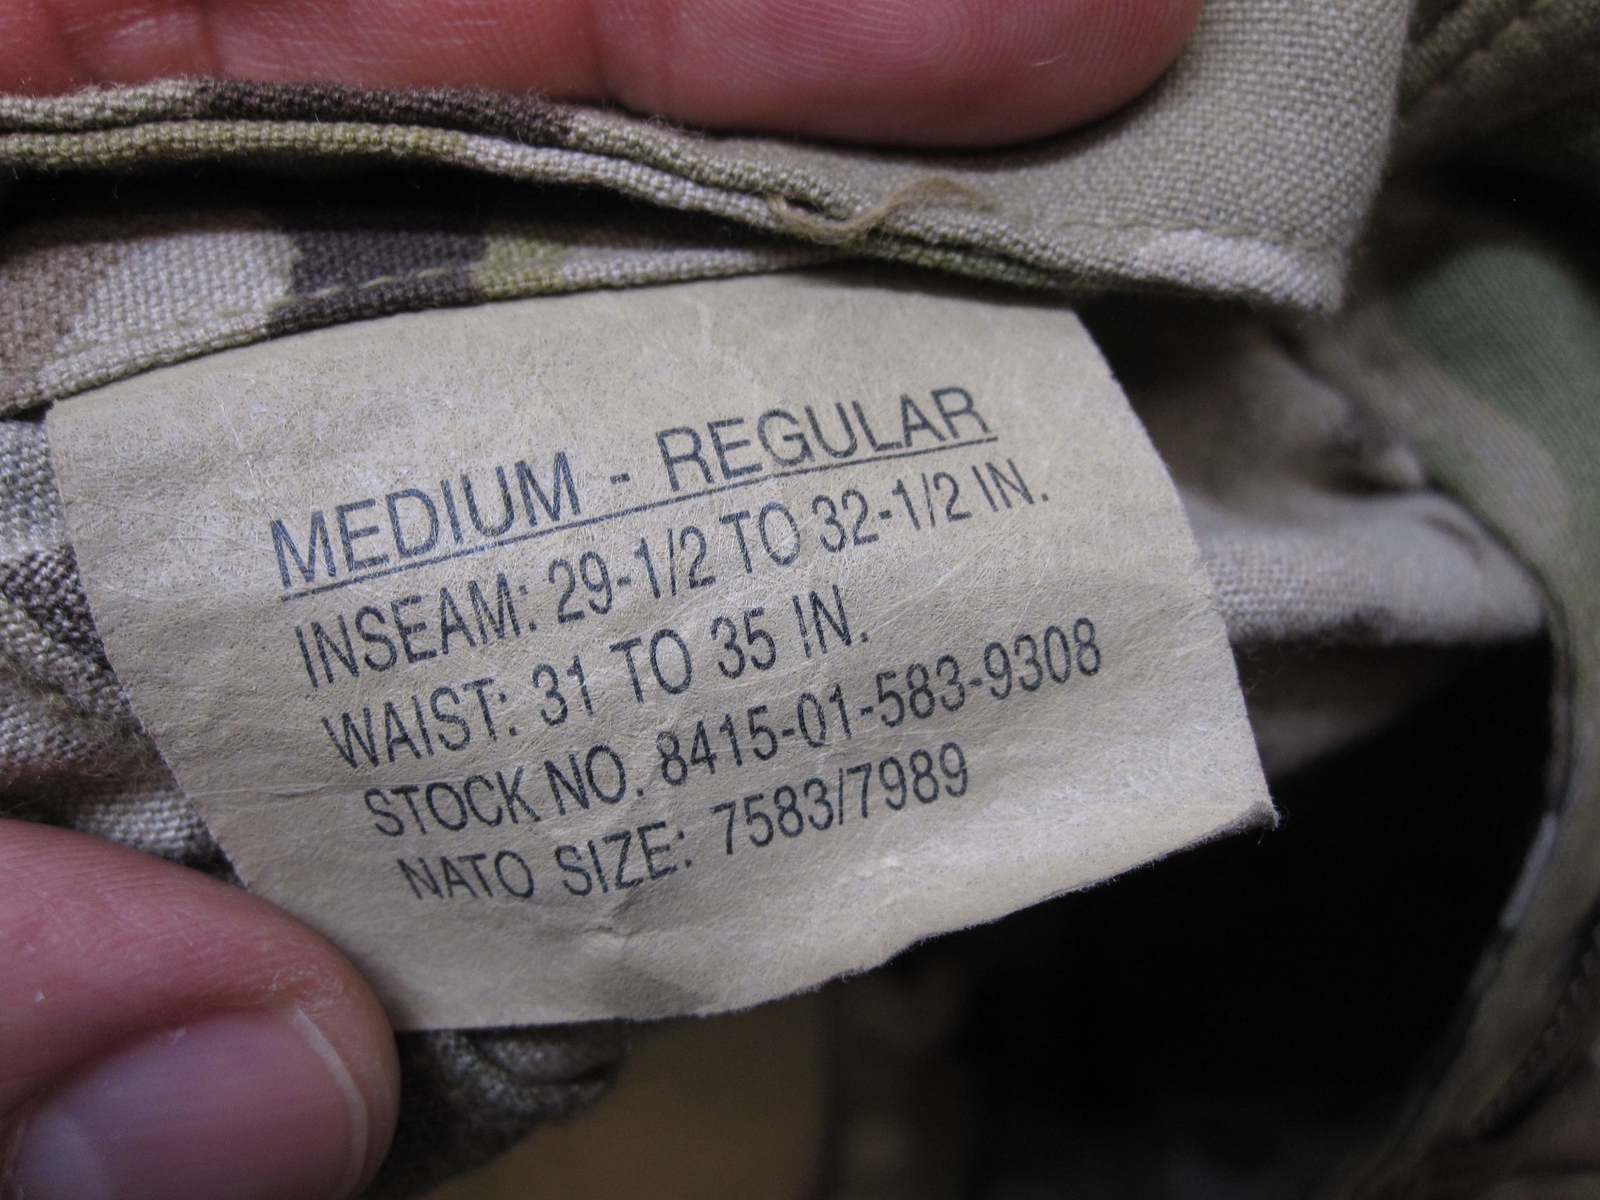 MEDIUM - REGULAR
INSEAM: 29-1/2 TO 32-1/2 IN.
WAIST: 31 TO 35 IN.
STOCK NO. 8415-01-583-9308
NATO SIZE: 7583/7989